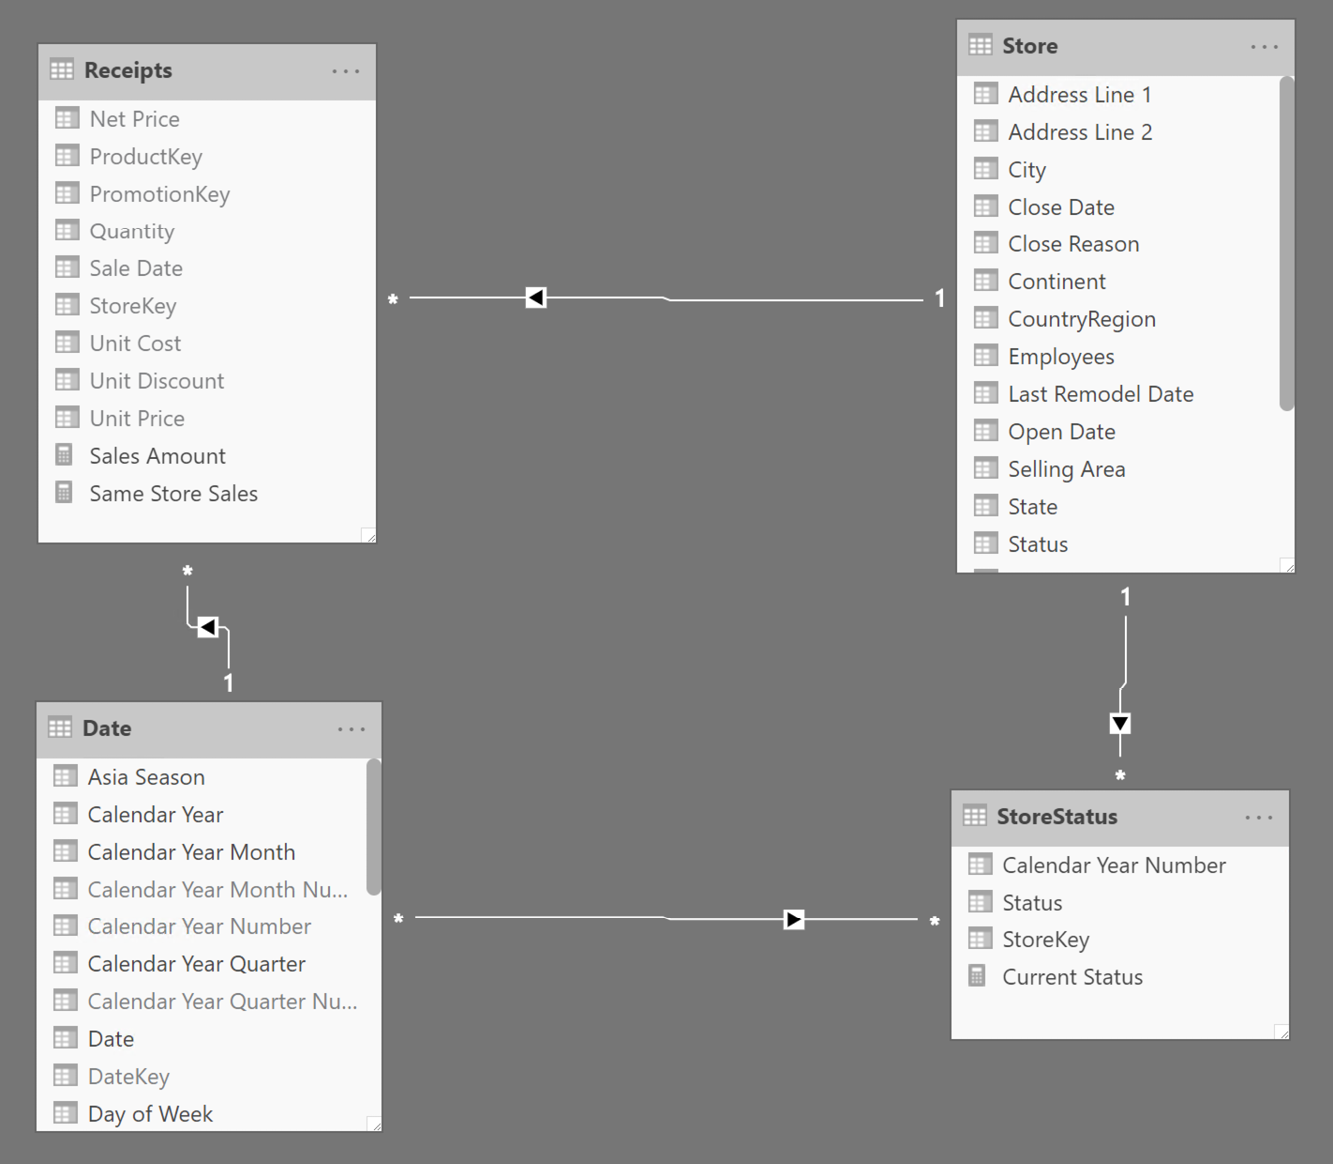 Receipts
Net Price
ProductKey
PromotionKey
Quantity
Sale Date
StoreKey
Unit Cost
Unit Discount
Unit Price
Sales Amount
Same Store Sales
Store
Address Line 1
Address Line 2
City
Close Date
Close Reason
Continent
CountryRegion
Employees
Last Remodel Date
Open Date
Selling Area
State
Status
* 1
*
1
1
*
Date
Asia Season
Calendar Year
Calendar Year Month
Calendar Year Month Nu...
Calendar Year Number
Calendar Year Quarter
Calendar Year Quarter Nu...
Date
DateKey
Day of Week
* *
StoreStatus
Calendar Year Number
Status
StoreKey
Current Status